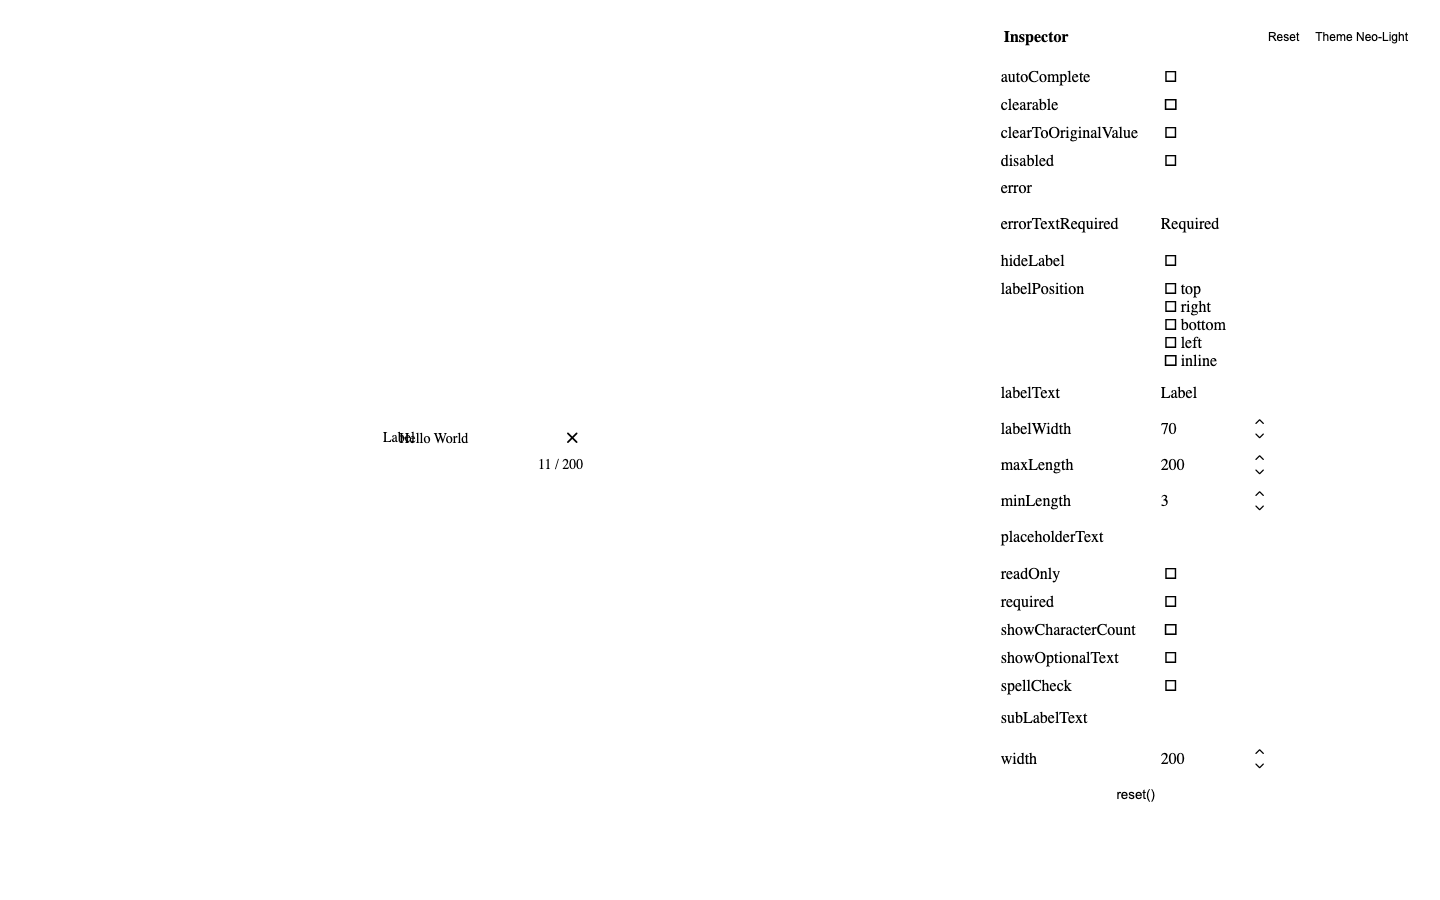 Inspector Reset Theme Neo-Light
autoComplete
clearable
clearToOriginalValue
disabled
error
errorTextRequired Required
hideLabel
labelPosition top
right
bottom
left
inline
labelText Label
labelWidth 70
Label Hello World
maxLength 200
11 / 200
minLength 3
placeholderText
readOnly
required
showCharacterCount
showOptionalText
spellCheck
subLabelText
width 200
reset()